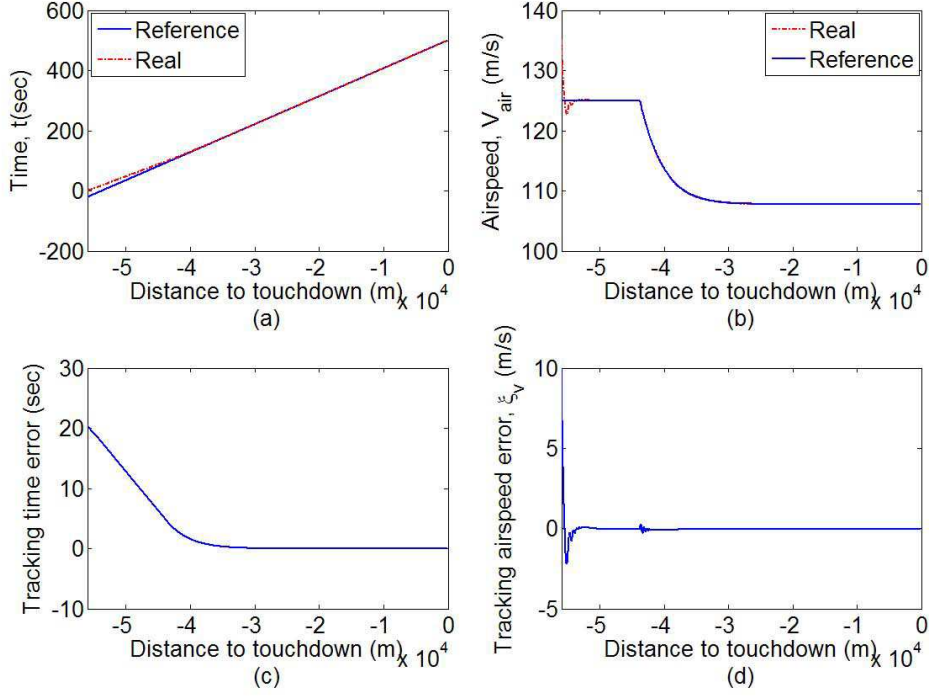 600
400
200
0
-200
Time, t(sec)
Reference
Real
-5
-4
-3
-2
-1
0
Distance to touchdown (m)
x 10^4
(a)
140
130
120
110
100
Airspeed, V_air (m/s)
Real
Reference
-5
-4
-3
-2
-1
0
Distance to touchdown (m)
x 10^4
(b)
30
20
10
0
-10
Tracking time error (sec)
-5
-4
-3
-2
-1
0
Distance to touchdown (m)
x 10^4
(c)
10
5
0
-5
Tracking airspeed error, ξ_V (m/s)
-5
-4
-3
-2
-1
0
Distance to touchdown (m)
x 10^4
(d)